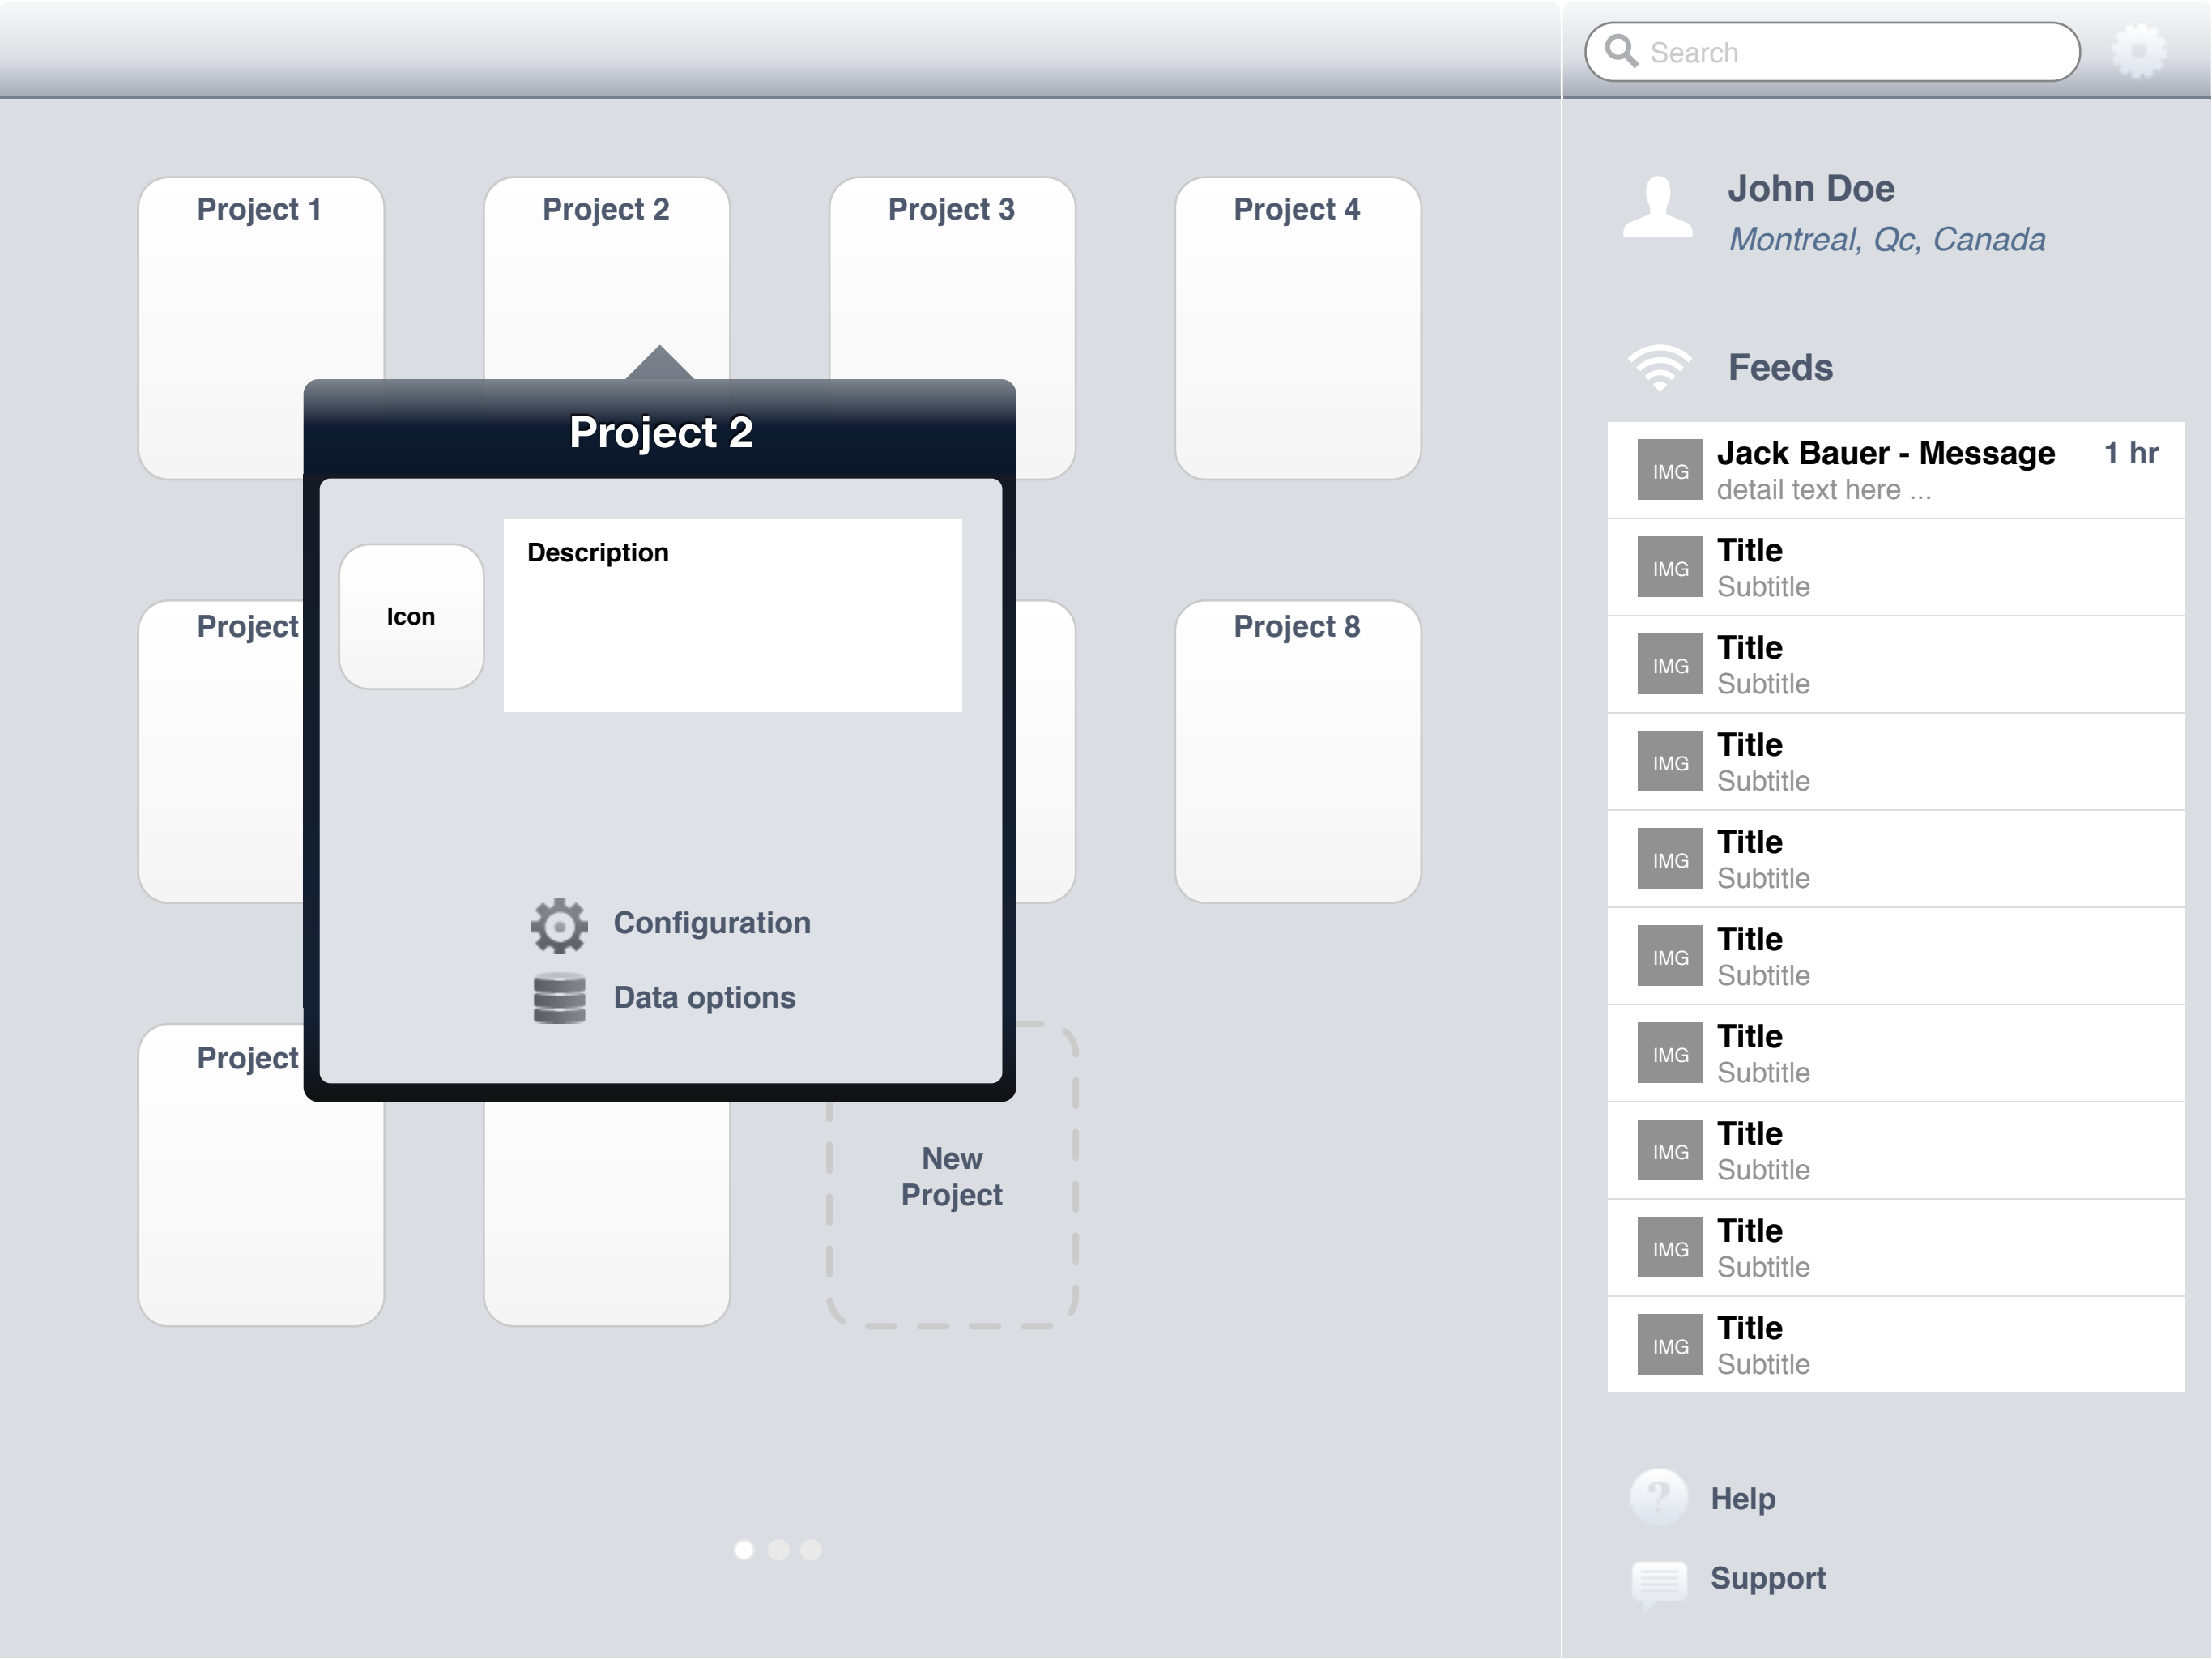 Search
Project 1
Project 2
Project 3
Project 4
Project 2
Description
Icon
Project
Project 8
Configuration
Data options
Project
New
Project
John Doe
Montreal, Qc, Canada
Feeds
IMG
Jack Bauer - Message
1 hr
detail text here ...
IMG
Title
Subtitle
IMG
Title
Subtitle
IMG
Title
Subtitle
IMG
Title
Subtitle
IMG
Title
Subtitle
IMG
Title
Subtitle
IMG
Title
Subtitle
IMG
Title
Subtitle
IMG
Title
Subtitle
?
Help
Support